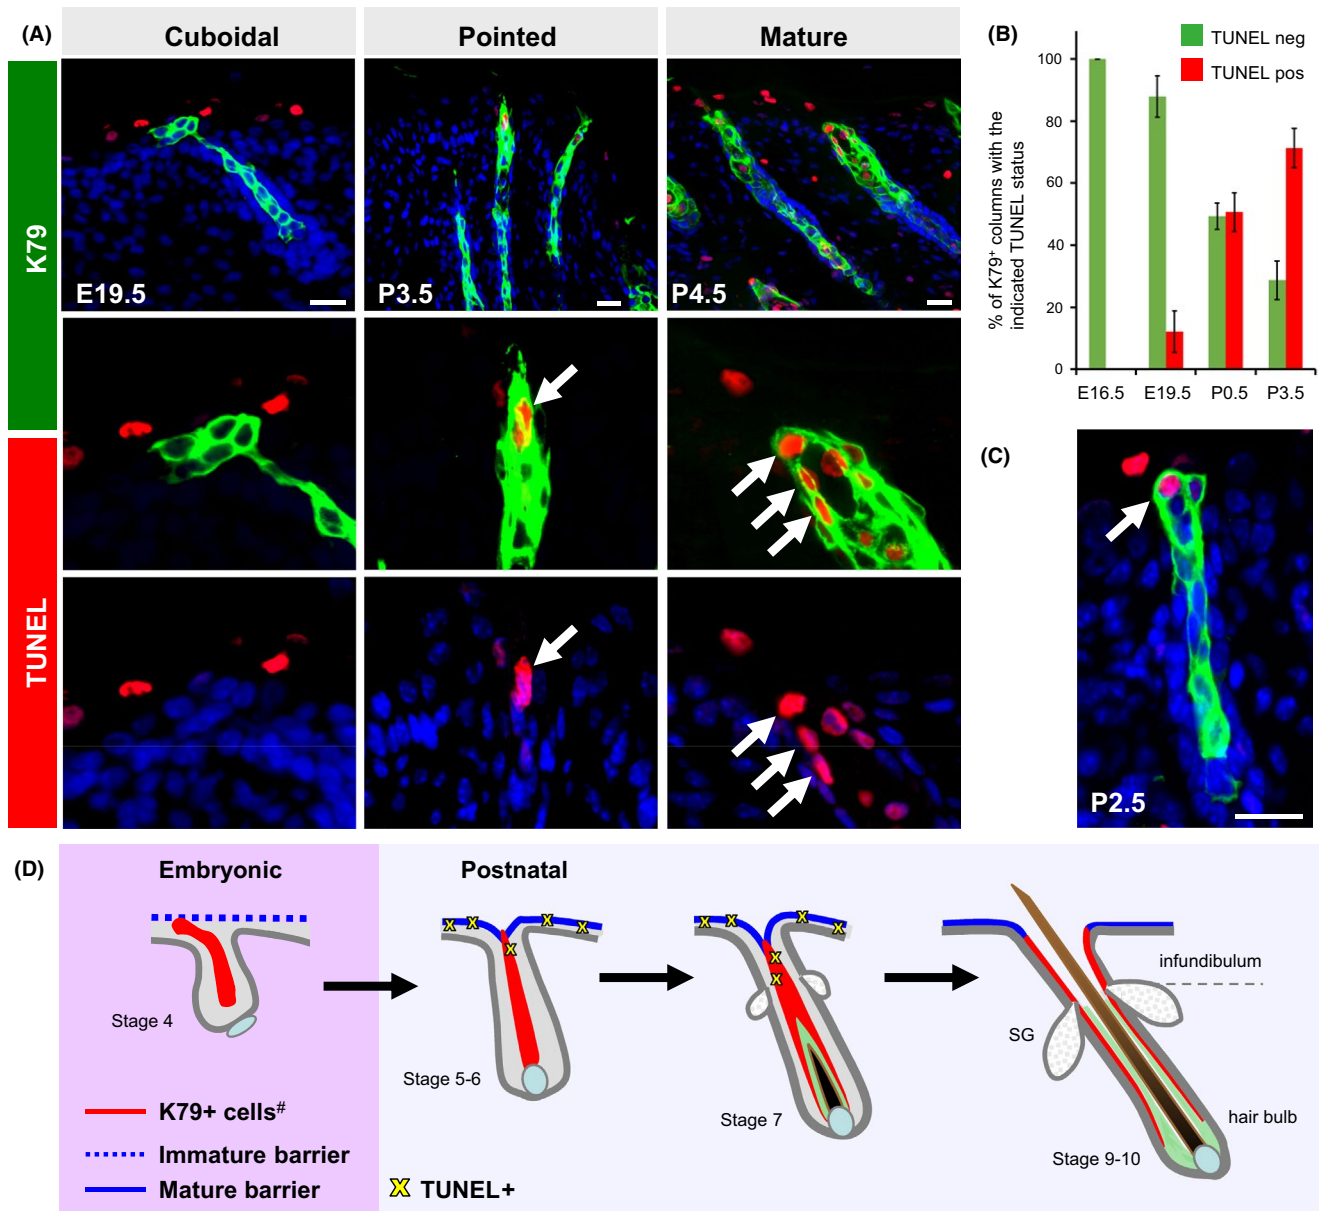 (A)
Cuboidal
Pointed
Mature
K79
TUNEL
E19.5
P3.5
P4.5
(B)
TUNEL neg
TUNEL pos
% of K79+ columns with the
indicated TUNEL status
100
80
60
40
20
0
E16.5
E19.5
P0.5
P3.5
(C)
P2.5
(D)
Embryonic
Postnatal
Stage 4
Stage 5-6
Stage 7
Stage 9-10
infundibulum
SG
hair bulb
K79+ cells#
Immature barrier
Mature barrier
X TUNEL+